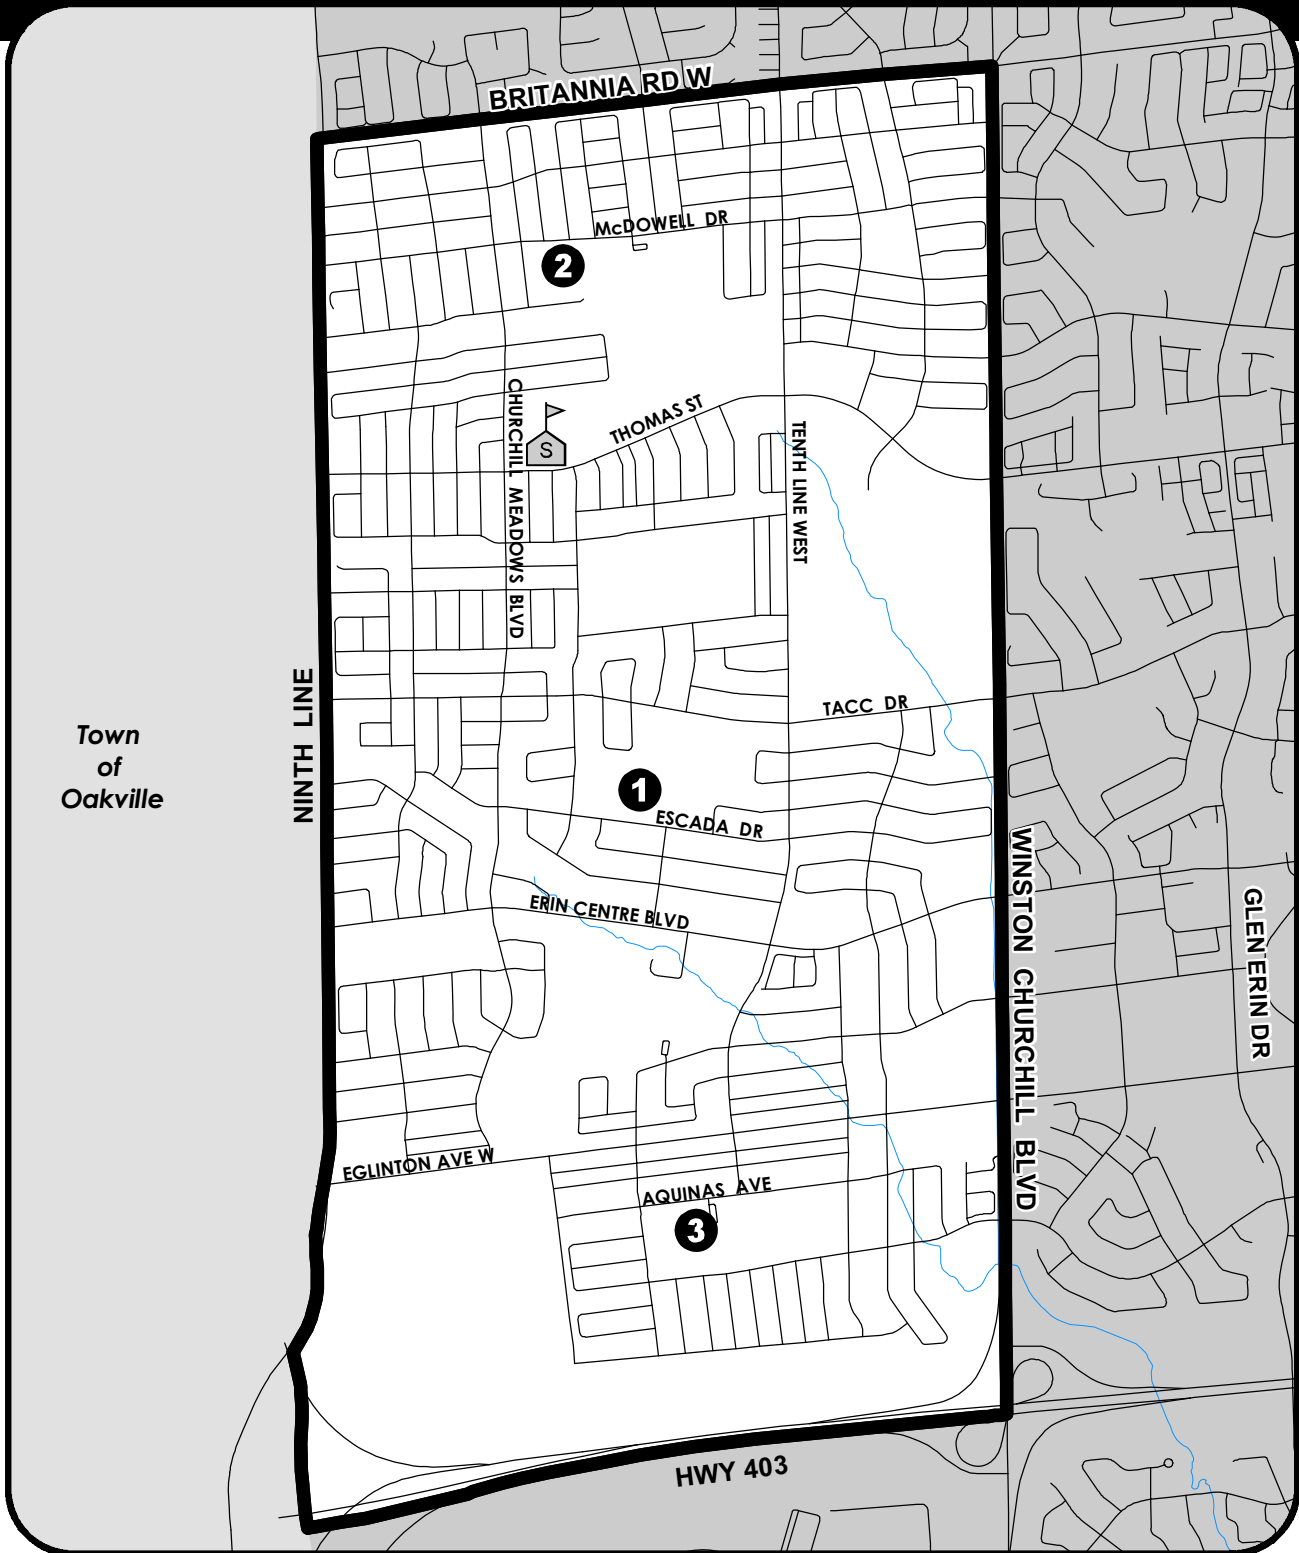 BRITANNIA RD W
McDOWELL DR
2
CHURCHILL MEADOWS BLVD
S
THOMAS ST
TENTH LINE WEST
NINTH LINE
TACC DR
Town
of
Oakville
1
ESCADA DR
WINSTON CHURCHILL BLVD
GLEN ERIN DR
ERIN CENTRE BLVD
EGLINTON AVE W
AQUINAS AVE
3
HWY 403